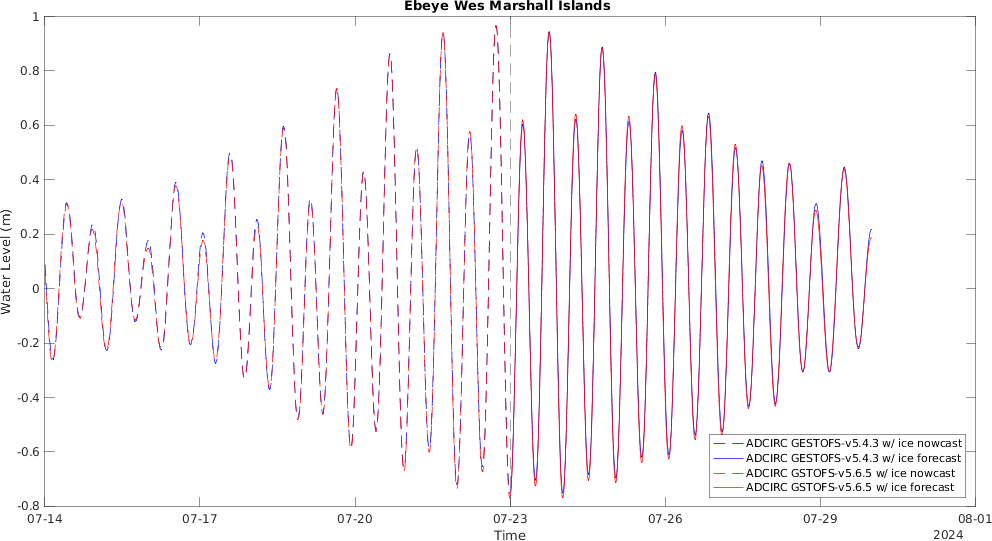 Ebeye Wes Marshall Islands
1
0.8
0.6
0.4
0.2
0
-0.2
-0.4
-0.6
-0.8
Water Level (m)
ADCIRC GESTOFS-v5.4.3 w/ ice nowcast
ADCIRC GESTOFS-v5.4.3 w/ ice forecast
ADCIRC GSTOFS-v5.6.5 w/ ice nowcast
ADCIRC GSTOFS-v5.6.5 w/ ice forecast
07-14 07-17 07-20 07-23 07-26 07-29 08-01
Time
2024